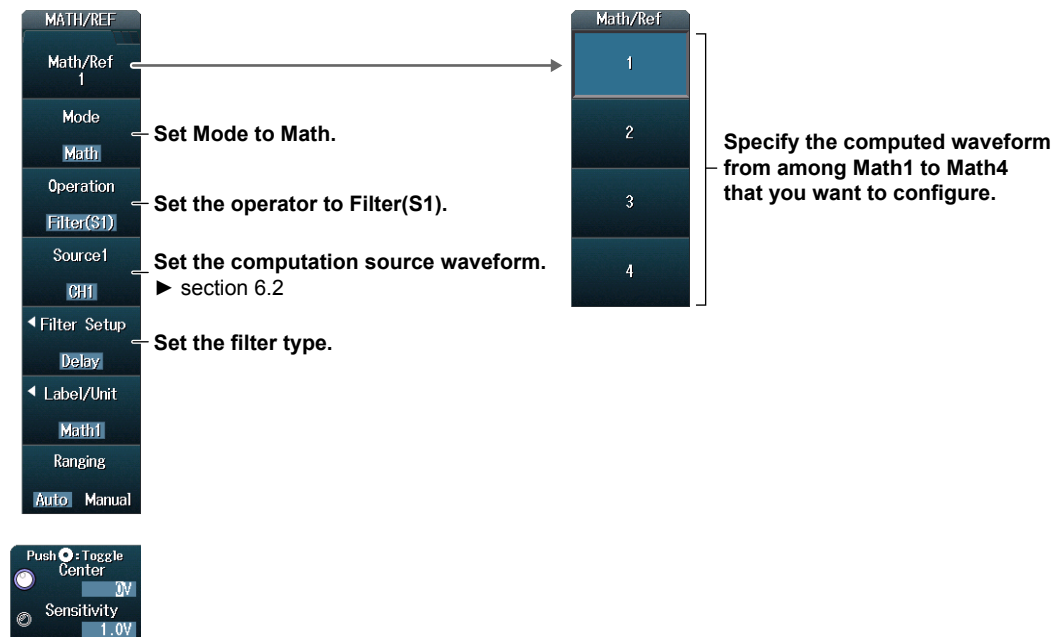 MATH/REF
Math/Ref
1
Mode
Math
Set Mode to Math.
Operation
Filter(S1)
Set the operator to Filter(S1).
Source1
CH1
Set the computation source waveform.
► section 6.2
Filter Setup
Delay
Set the filter type.
Label/Unit
Math1
Ranging
Auto Manual
Push : Toggle
Center
0V
Sensitivity
1.0V
Math/Ref
1
2
3
4
Specify the computed waveform
from among Math1 to Math4
that you want to configure.